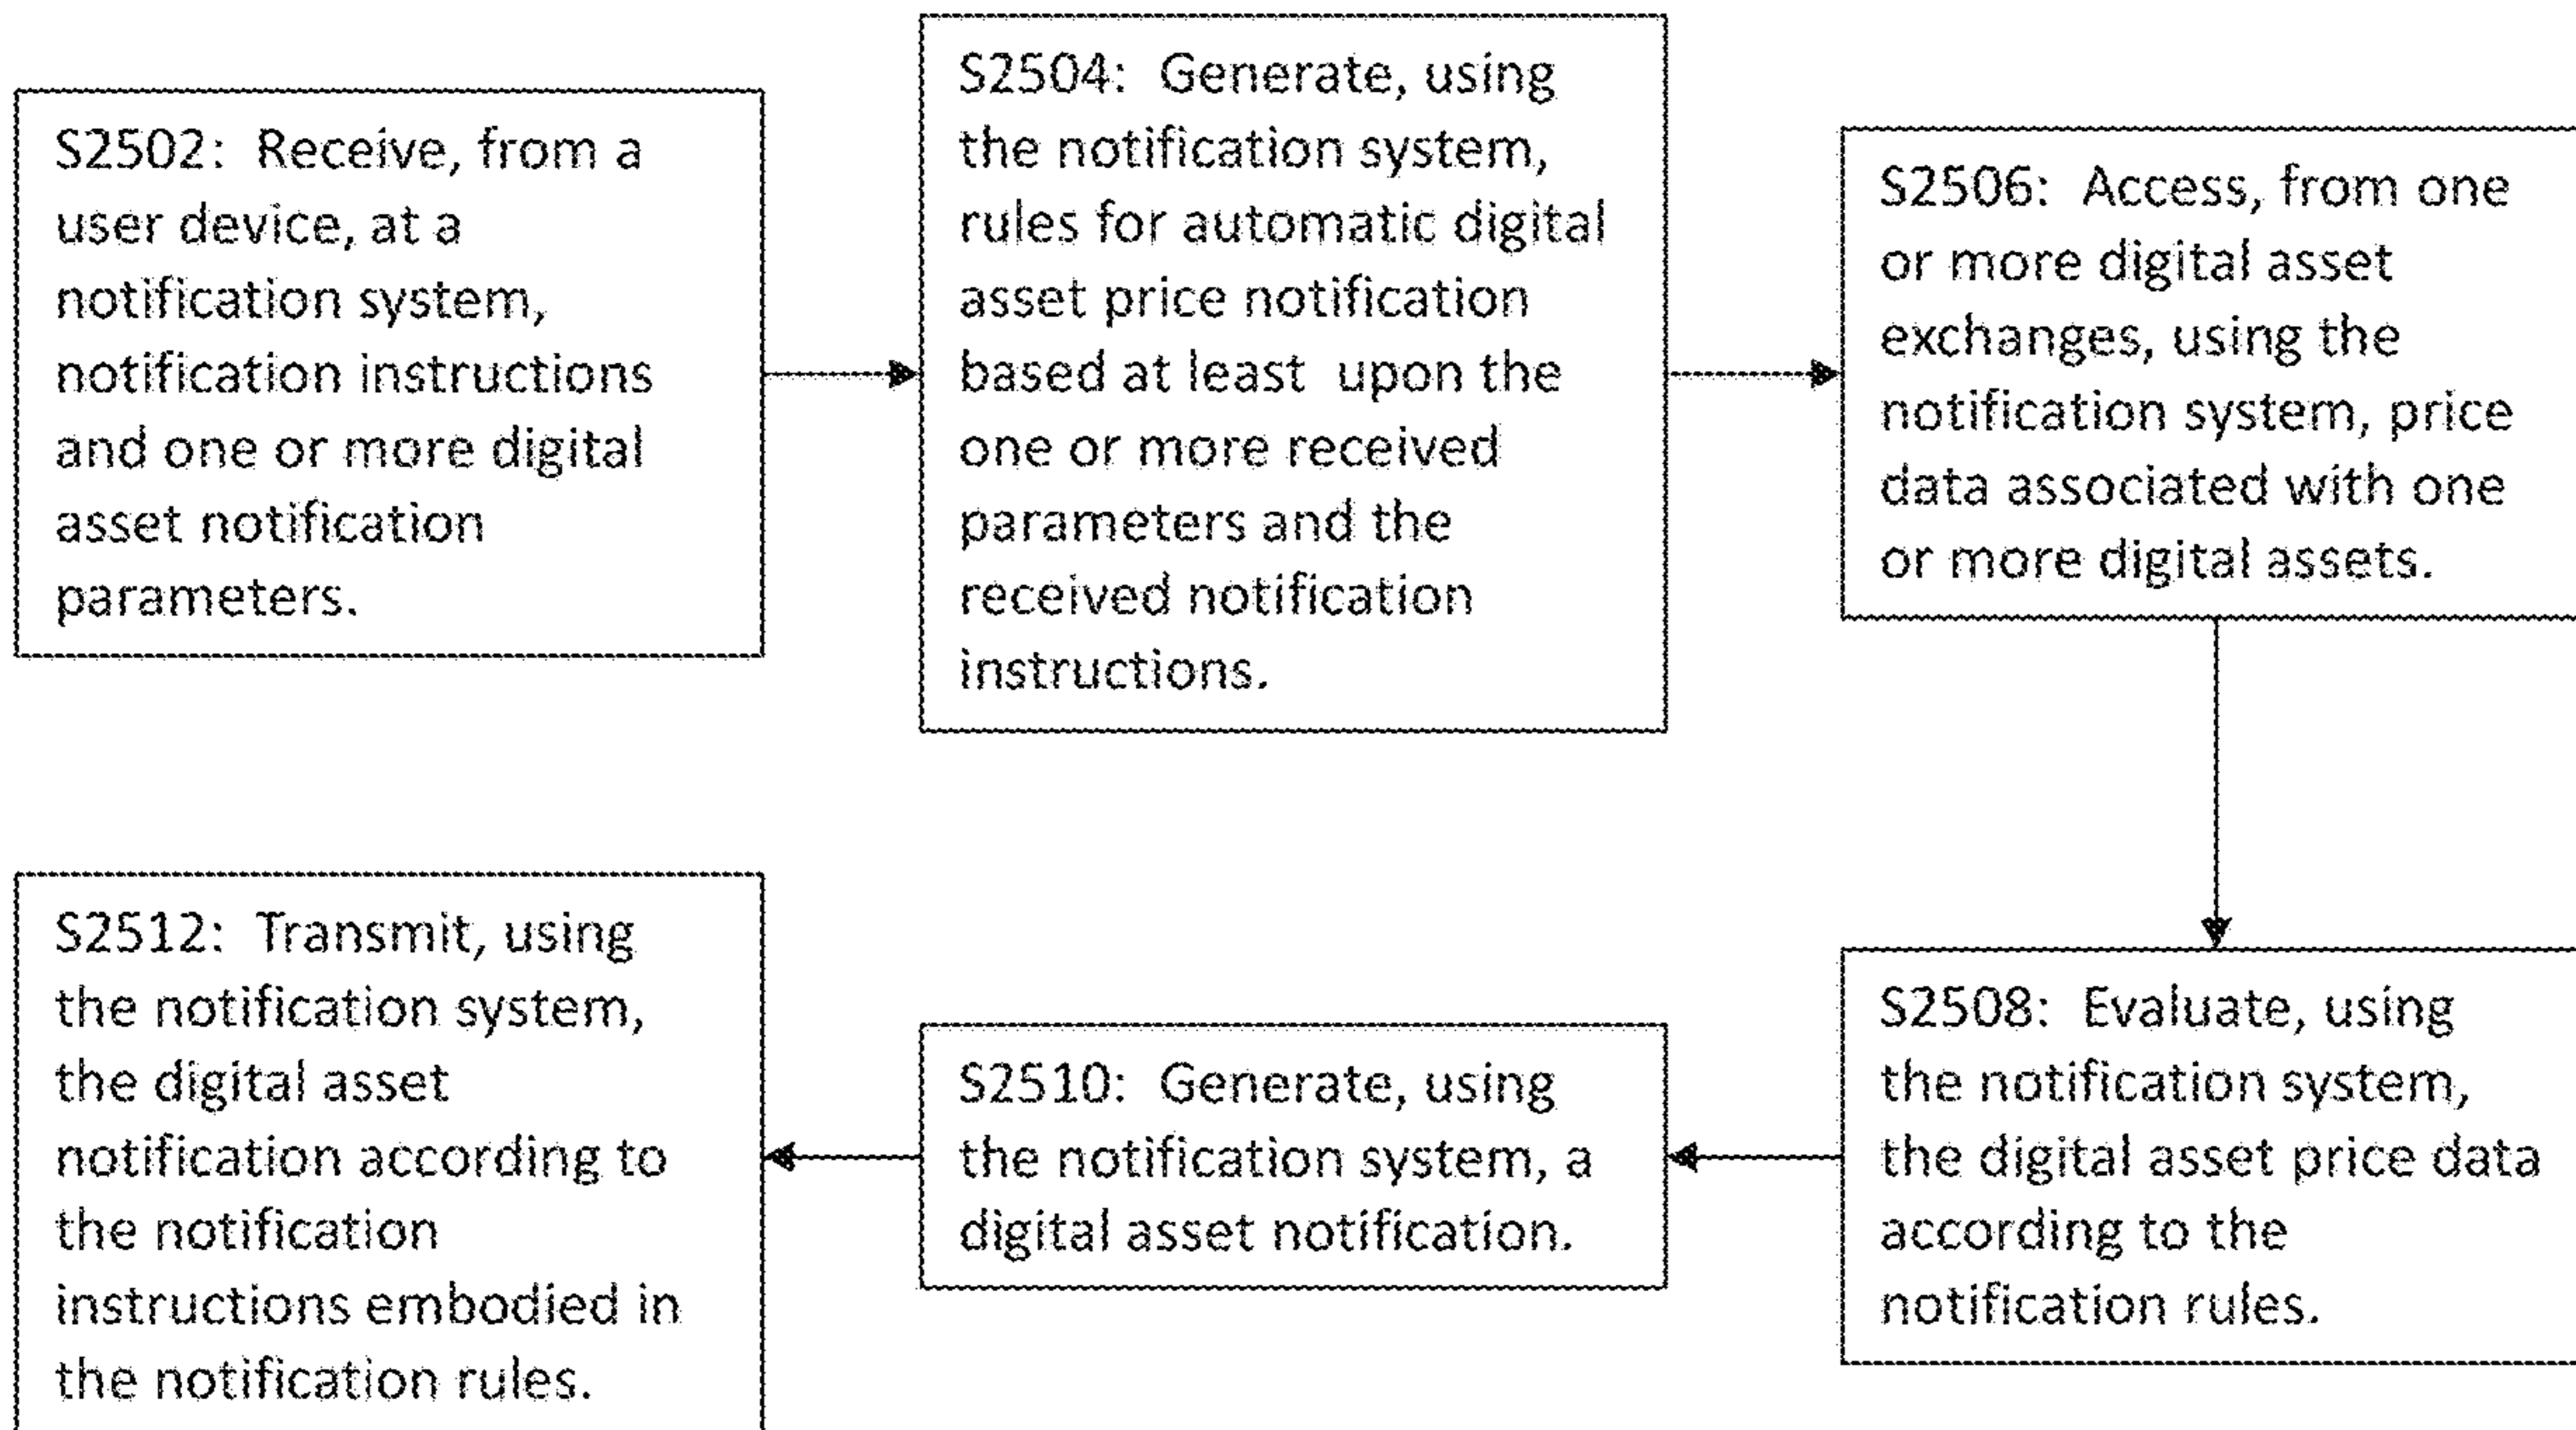 S2502: Receive, from a
user device, at a
notification system,
notification instructions
and one or more digital
asset notification
parameters.
S2504: Generate, using
the notification system,
rules for automatic digital
asset price notification
based at least upon the
one or more received
parameters and the
received notification
instructions.
S2506: Access, from one
or more digital asset
exchanges, using the
notification system, price
data associated with one
or more digital assets.
S2508: Evaluate, using
the notification system,
the digital asset price data
according to the
notification rules.
S2510: Generate, using
the notification system, a
digital asset notification.
S2512: Transmit, using
the notification system,
the digital asset
notification according to
the notification
instructions embodied in
the notification rules.